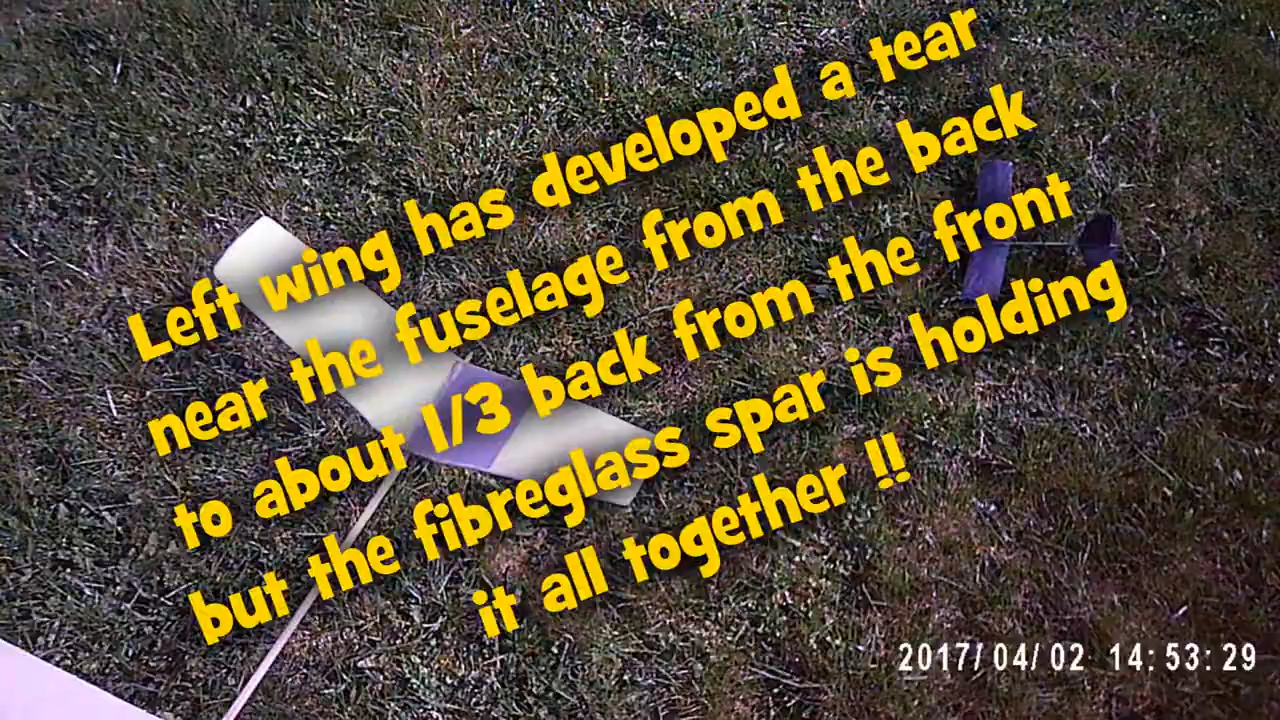 Left wing has developed a tear
near the fuselage from the back
to about 1/3 back from the front
but the fibreglass spar is holding
it all together !!
2017/04/02 14:53:29